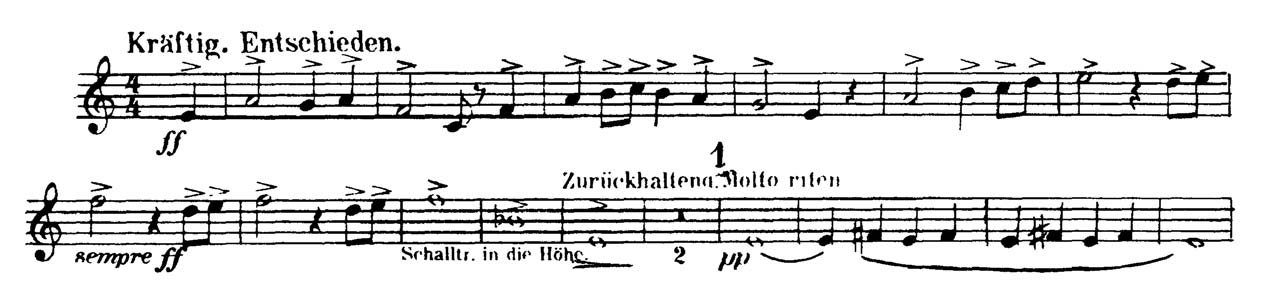 Kräftig. Entschieden.
ff
1
Zurückhaltend. Molto riten
sempre ff
Schalltr. in die Höhe.
2
pp